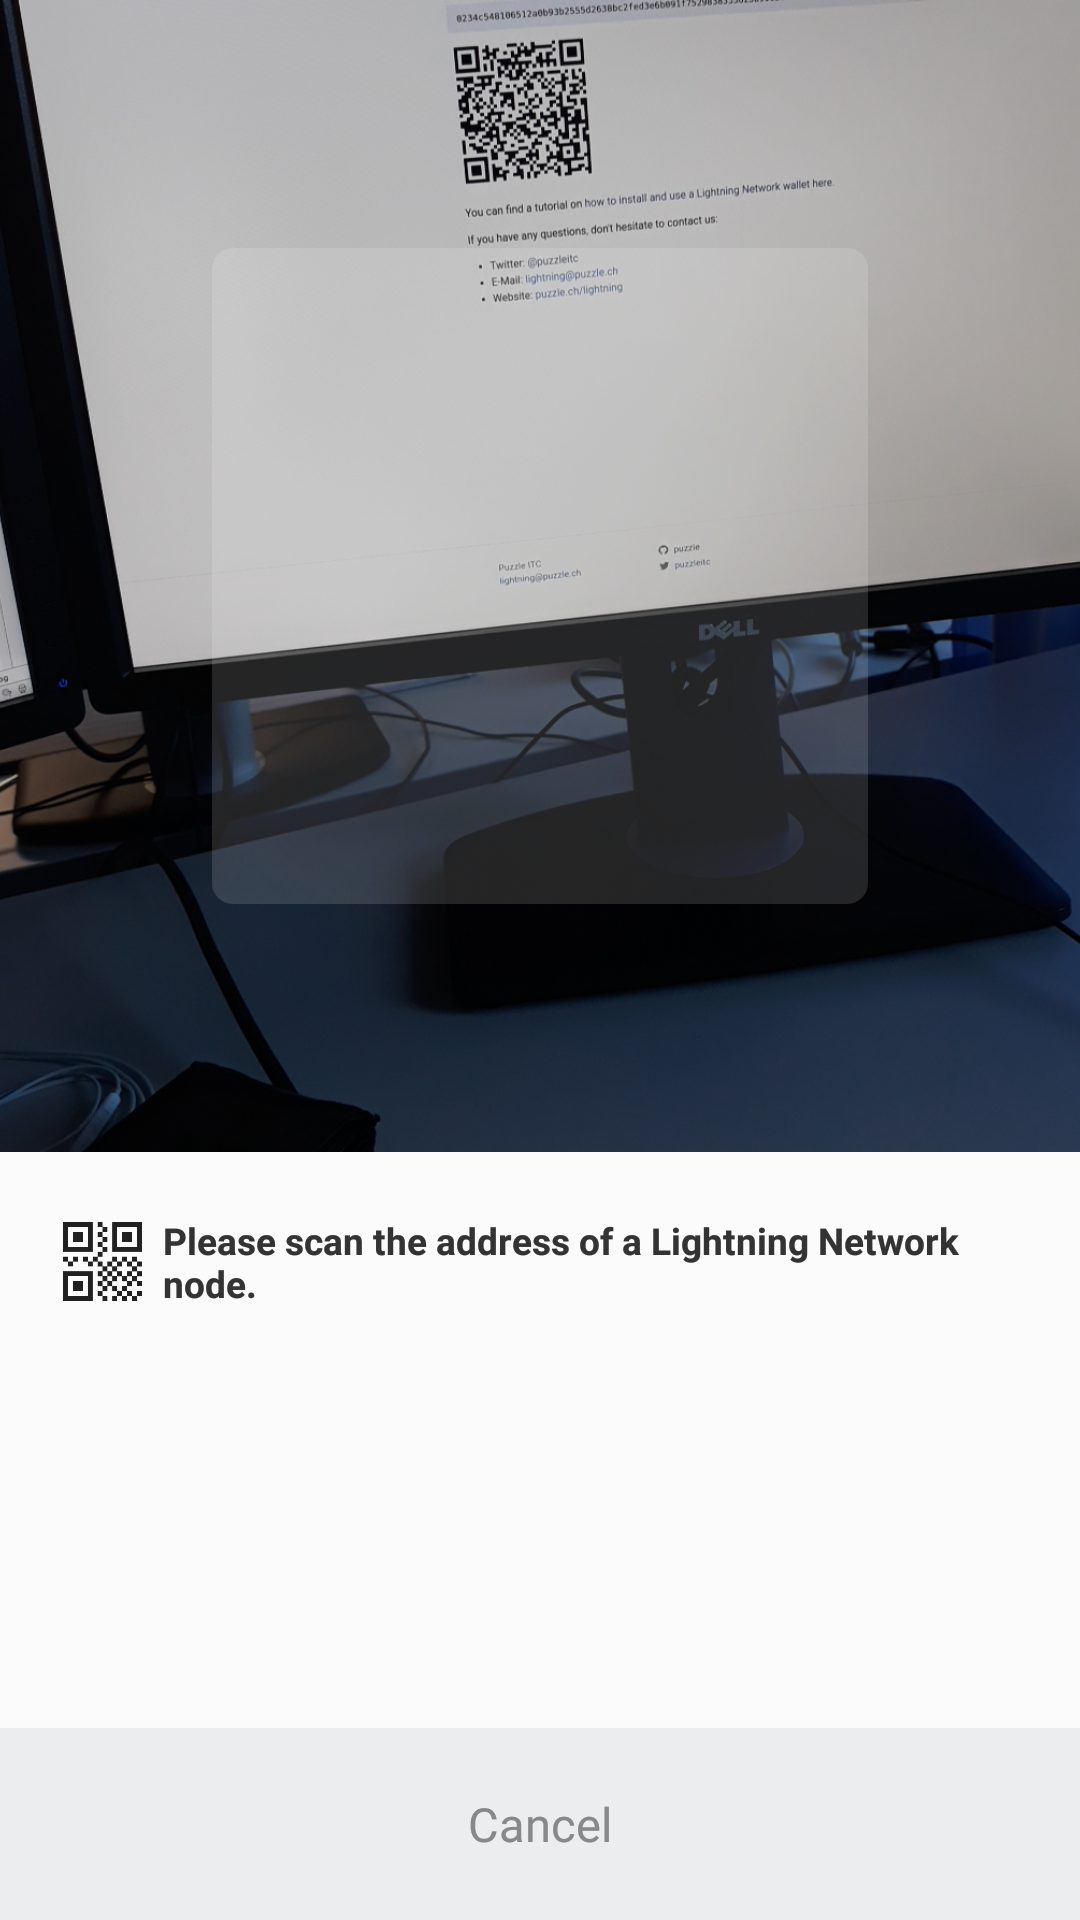 You can find a tutorial on how to install and use a Lightning Network wallet here.
If you have any questions, don't hesitate to contact us:
• Twitter: @puzzleitc
• E-Mail: lightning@puzzle.ch
• Website: puzzle.ch/lightning
Puzzle ITC
lightning@puzzle.ch
puzzle
puzzleitc
DELL
Please scan the address of a Lightning Network
node.
Cancel